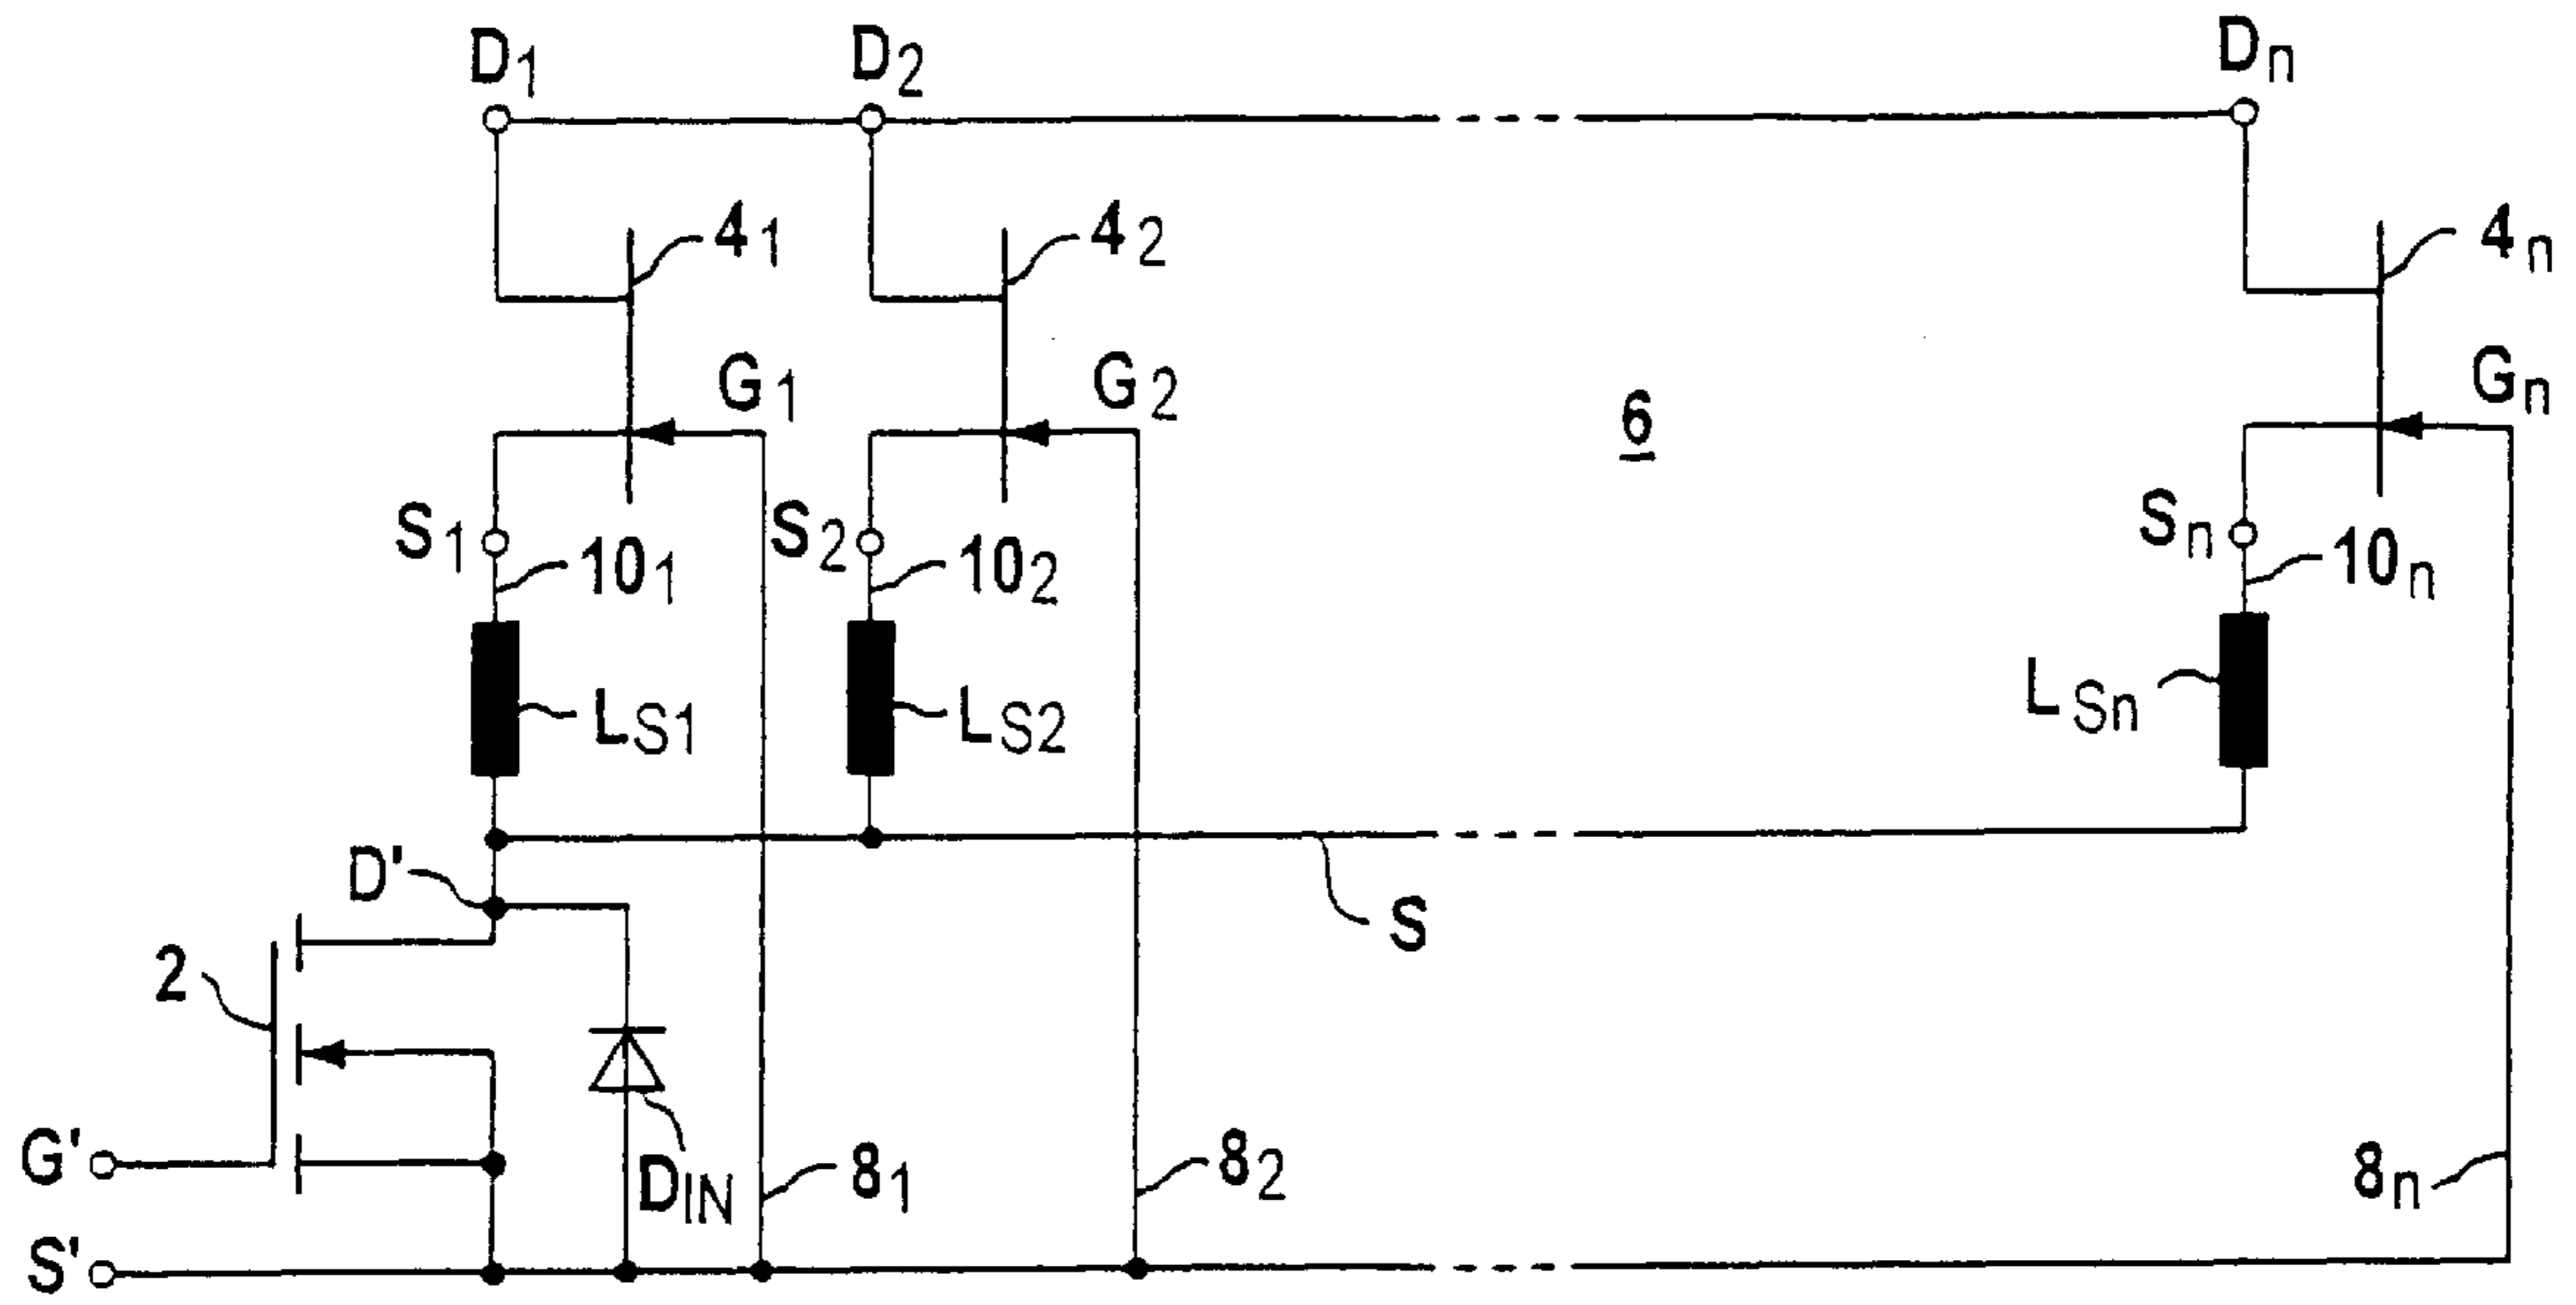 D1 D2 Dn
41 42 4n
G1 G2 Gn
6
S1 101 S2 102 Sn 10n
LS1 LS2 LSn
D'
S
2
G' DIN 81 82 8n
S'